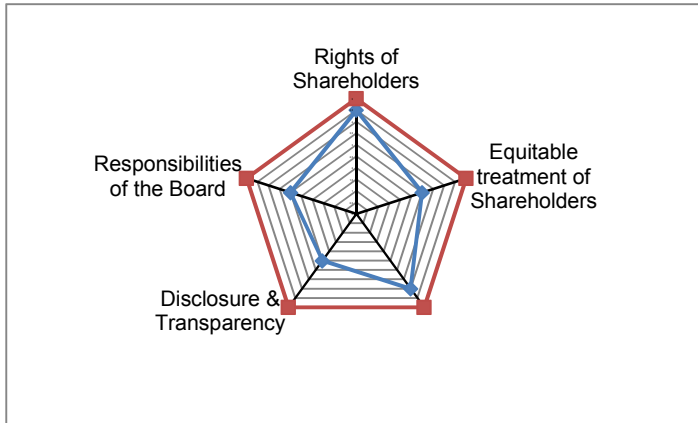 Rights of
Shareholders
Equitable
treatment of
Shareholders
Responsibilities
of the Board
Disclosure &
Transparency